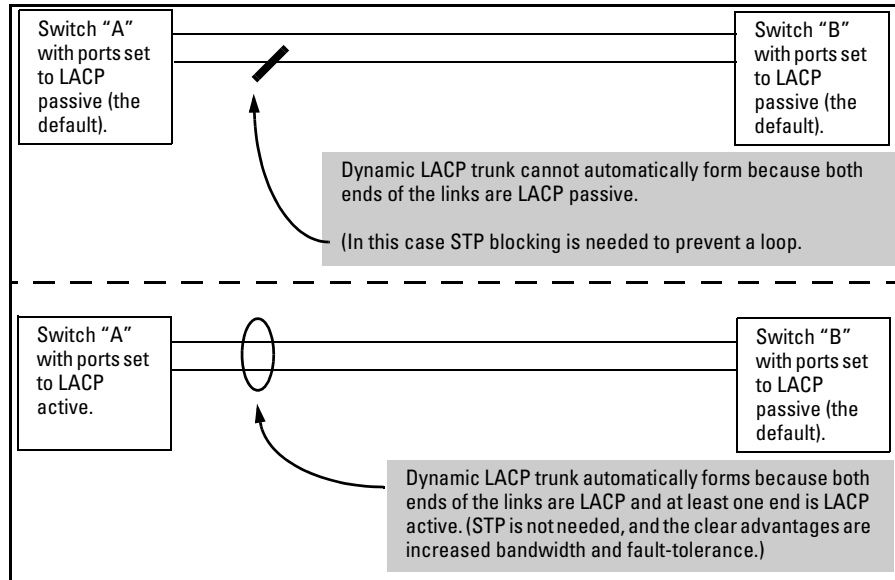 Switch “A”
with ports set
to LACP
passive (the
default).
Switch “B”
with ports set
to LACP
passive (the
default).
Dynamic LACP trunk cannot automatically form because both
ends of the links are LACP passive.
(In this case STP blocking is needed to prevent a loop.
Switch “A”
with ports set
to LACP
active.
Switch “B”
with ports set
to LACP
passive (the
default).
Dynamic LACP trunk automatically forms because both
ends of the links are LACP and at least one end is LACP
active. (STP is not needed, and the clear advantages are
increased bandwidth and fault-tolerance.)